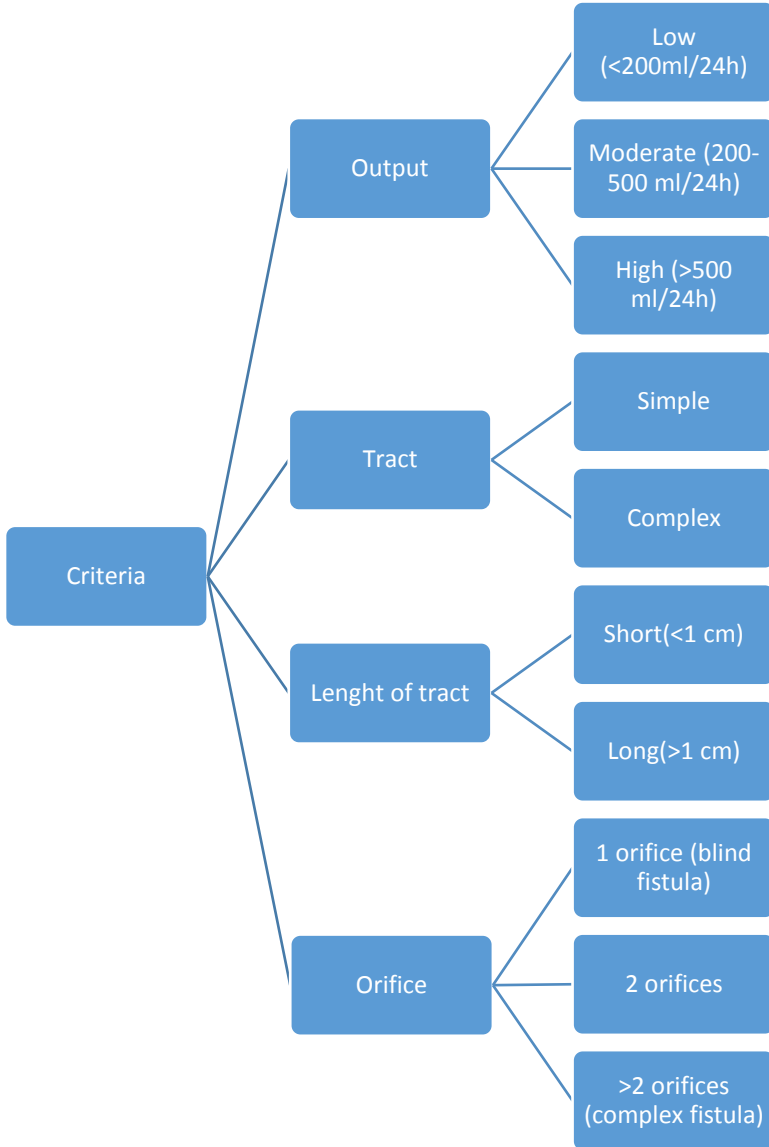 Criteria
Output
Low
(<200ml/24h)
Moderate (200-
500 ml/24h)
High (>500
ml/24h)
Tract
Simple
Complex
Lenght of tract
Short(<1 cm)
Long(>1 cm)
Orifice
1 orifice (blind
fistula)
2 orifices
>2 orifices
(complex fistula)